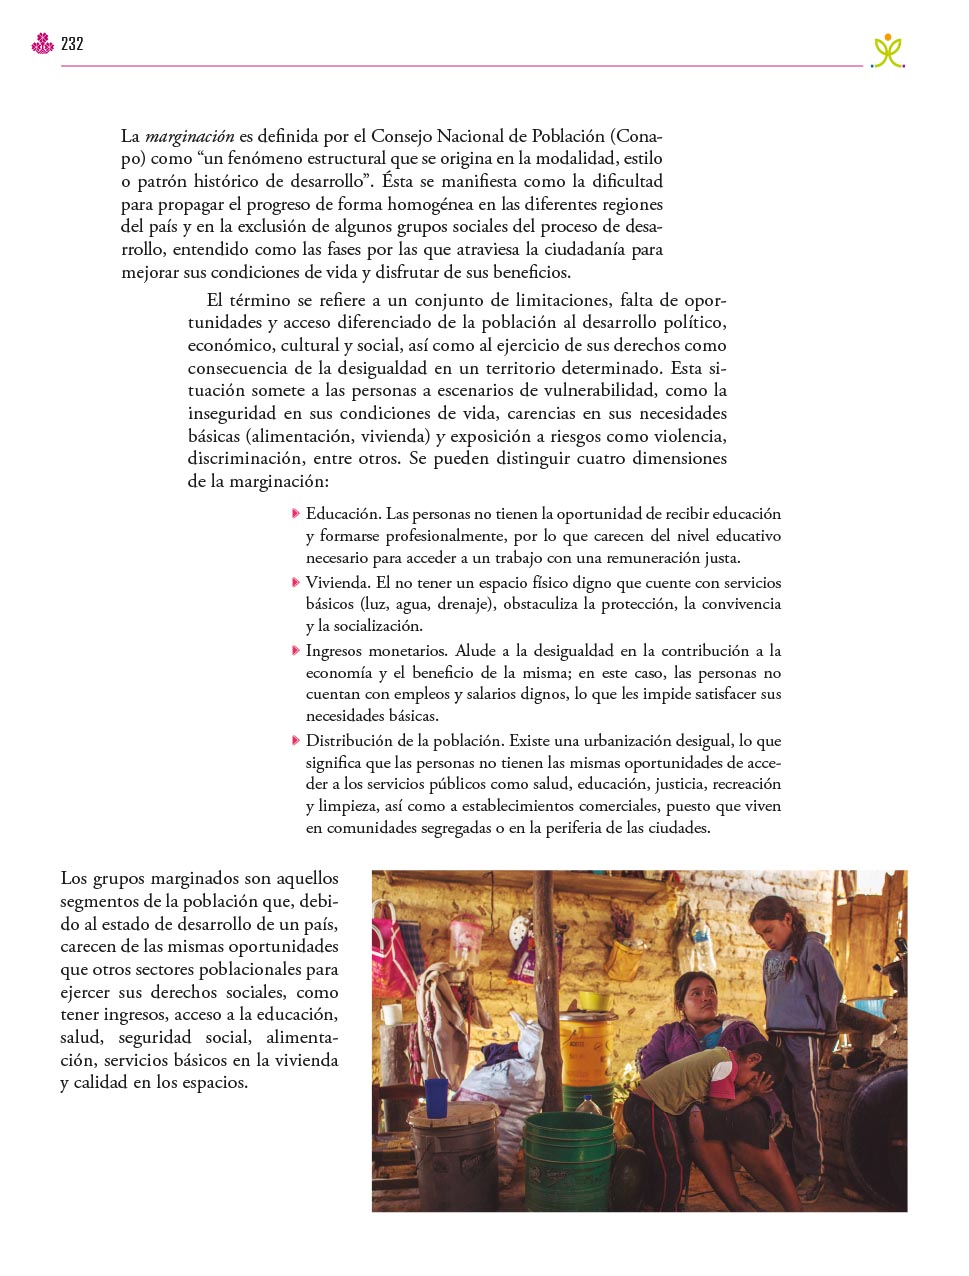 232
La marginación es definida por el Consejo Nacional de Población (Cona-
po) como “un fenómeno estructural que se origina en la modalidad, estilo
o patrón histórico de desarrollo”. Ésta se manifiesta como la dificultad
para propagar el progreso de forma homogénea en las diferentes regiones
del país y en la exclusión de algunos grupos sociales del proceso de desa-
rrollo, entendido como las fases por las que atraviesa la ciudadanía para
mejorar sus condiciones de vida y disfrutar de sus beneficios.
El término se refiere a un conjunto de limitaciones, falta de opor-
tunidades y acceso diferenciado de la población al desarrollo político,
económico, cultural y social, así como al ejercicio de sus derechos como
consecuencia de la desigualdad en un territorio determinado. Esta si-
tuación somete a las personas a escenarios de vulnerabilidad, como la
inseguridad en sus condiciones de vida, carencias en sus necesidades
básicas (alimentación, vivienda) y exposición a riesgos como violencia,
discriminación, entre otros. Se pueden distinguir cuatro dimensiones
de la marginación:
Educación. Las personas no tienen la oportunidad de recibir educación
y formarse profesionalmente, por lo que carecen del nivel educativo
necesario para acceder a un trabajo con una remuneración justa.
Vivienda. El no tener un espacio físico digno que cuente con servicios
básicos (luz, agua, drenaje), obstaculiza la protección, la convivencia
y la socialización.
Ingresos monetarios. Alude a la desigualdad en la contribución a la
economía y el beneficio de la misma; en este caso, las personas no
cuentan con empleos y salarios dignos, lo que les impide satisfacer sus
necesidades básicas.
Distribución de la población. Existe una urbanización desigual, lo que
significa que las personas no tienen las mismas oportunidades de acce-
der a los servicios públicos como salud, educación, justicia, recreación
y limpieza, así como a establecimientos comerciales, puesto que viven
en comunidades segregadas o en la periferia de las ciudades.
Los grupos marginados son aquellos
segmentos de la población que, debi-
do al estado de desarrollo de un país,
carecen de las mismas oportunidades
que otros sectores poblacionales para
ejercer sus derechos sociales, como
tener ingresos, acceso a la educación,
salud, seguridad social, alimenta-
ción, servicios básicos en la vivienda
y calidad en los espacios.